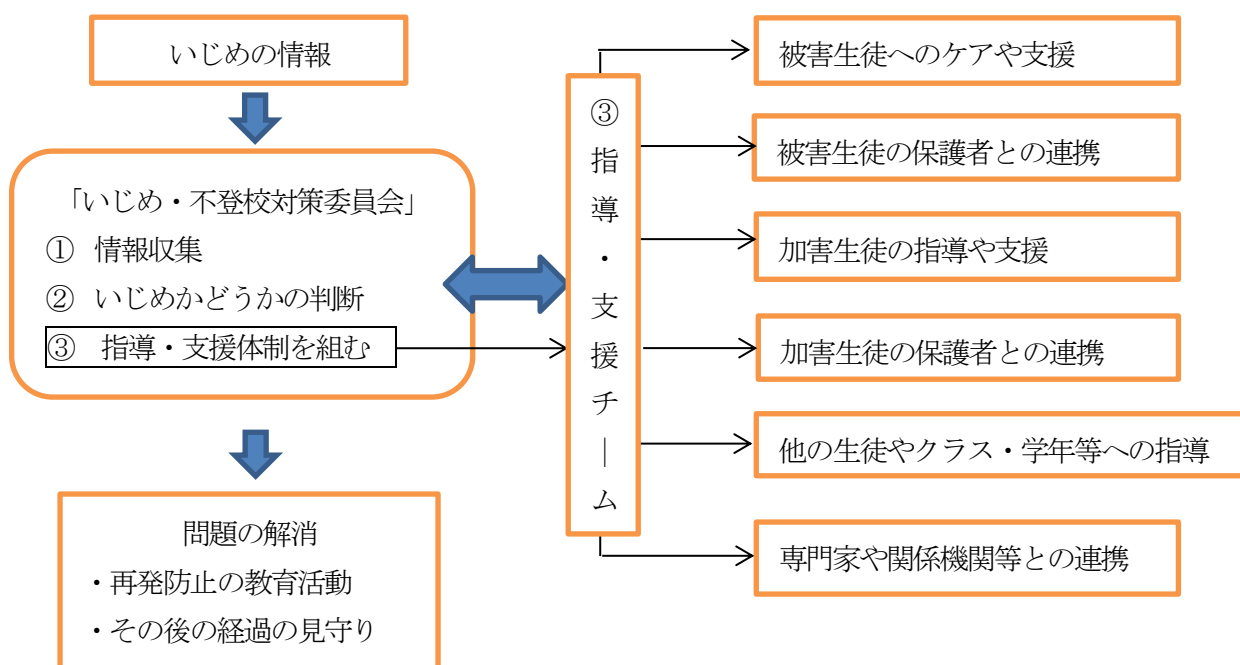 いじめの情報
「いじめ・不登校対策委員会」
① 情報収集
② いじめかどうかの判断
③ 指導・支援体制を組む
問題の解消
・再発防止の教育活動
・その後の経過の見守り
③指導・支援チーム
被害生徒へのケアや支援
被害生徒の保護者との連携
加害生徒の指導や支援
加害生徒の保護者との連携
他の生徒やクラス・学年等への指導
専門家や関係機関等との連携